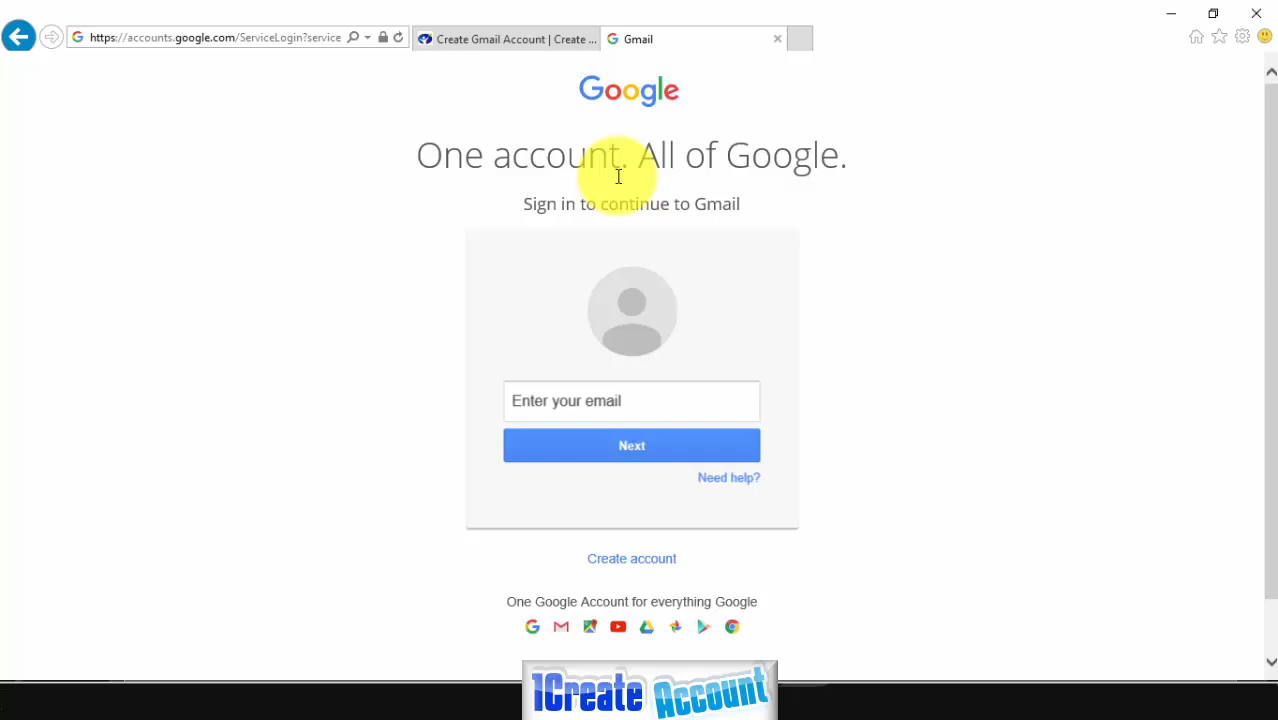 https://accounts.google.com/ServiceLogin?service
Create Gmail Account | Create ...
Gmail
Google
One account. All of Google.
Sign in to continue to Gmail
Enter your email
Next
Need help?
Create account
One Google Account for everything Google
1Create Account